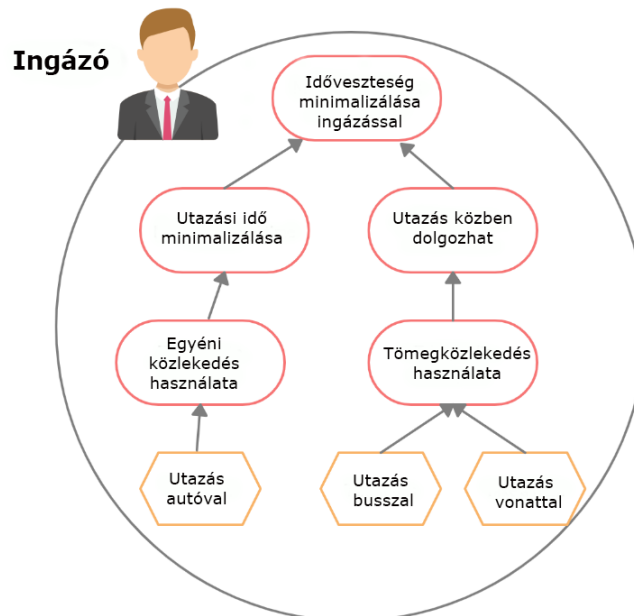 Ingázó
Időveszteség
minimalizálása
ingázással
Utazási idő
minimalizálása
Utazás közben
dolgozhat
Egyéni
közlekedés
használata
Tömegközlekedés
használata
Utazás
autóval
Utazás
busszal
Utazás
vonattal